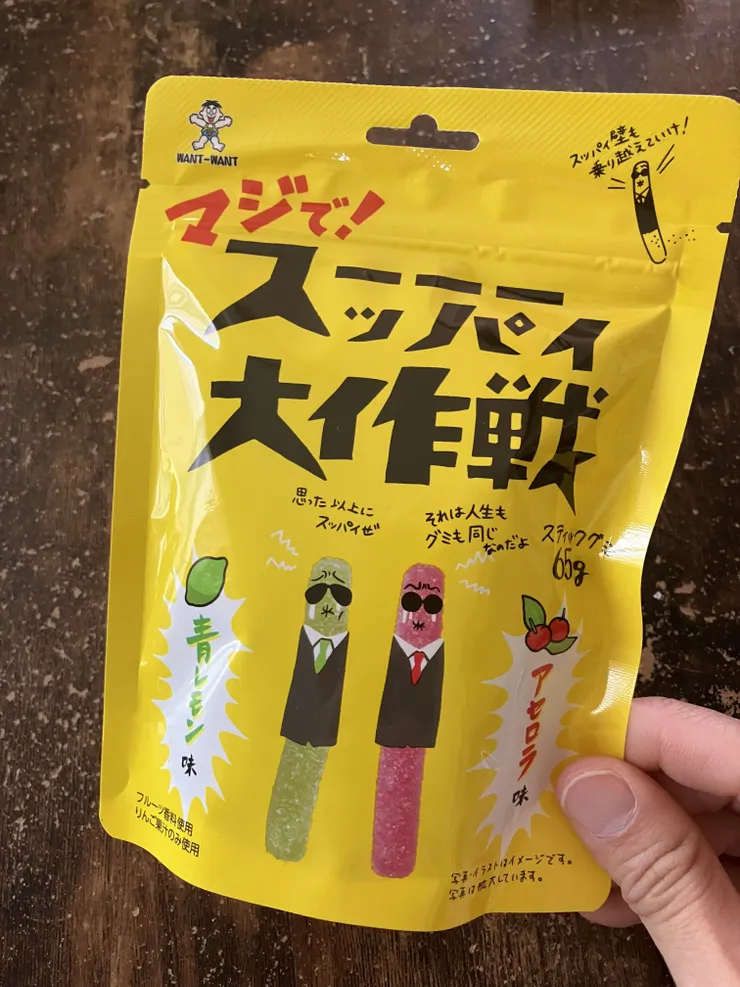 WANT-WANT
スッパイ壁も
乗り越えていけ!
マジで!
スッパイ
大作戦
思った以上に
スッパイぜ
それは人生も
グミも同じ
なのだよ
スティックグミ
65g
青レモン
味
アセロラ
味
フルーツ香料使用
りんご果汁のみ使用
写真・イラストはイメージです。
写真は拡大しています。